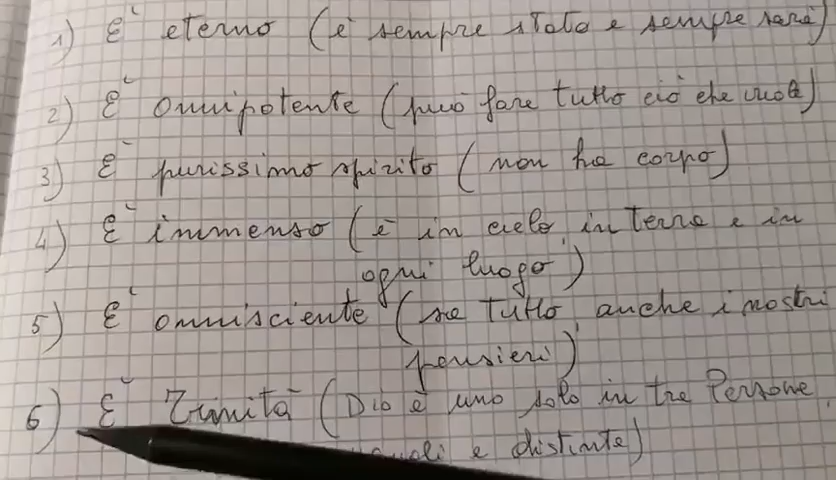 1) E` eterno (è sempre stato e sempre sarà)
2) E` onnipotente (può fare tutto ciò che vuole)
3) E` purissimo spirito (non ha corpo)
4) E` immenso (è in cielo, in terra e in
ogni luogo)
5) E` onnisciente (sa tutto, anche i nostri
pensieri)
6) E` Trinità (Dio è uno solo in tre Persone,
e distinte)